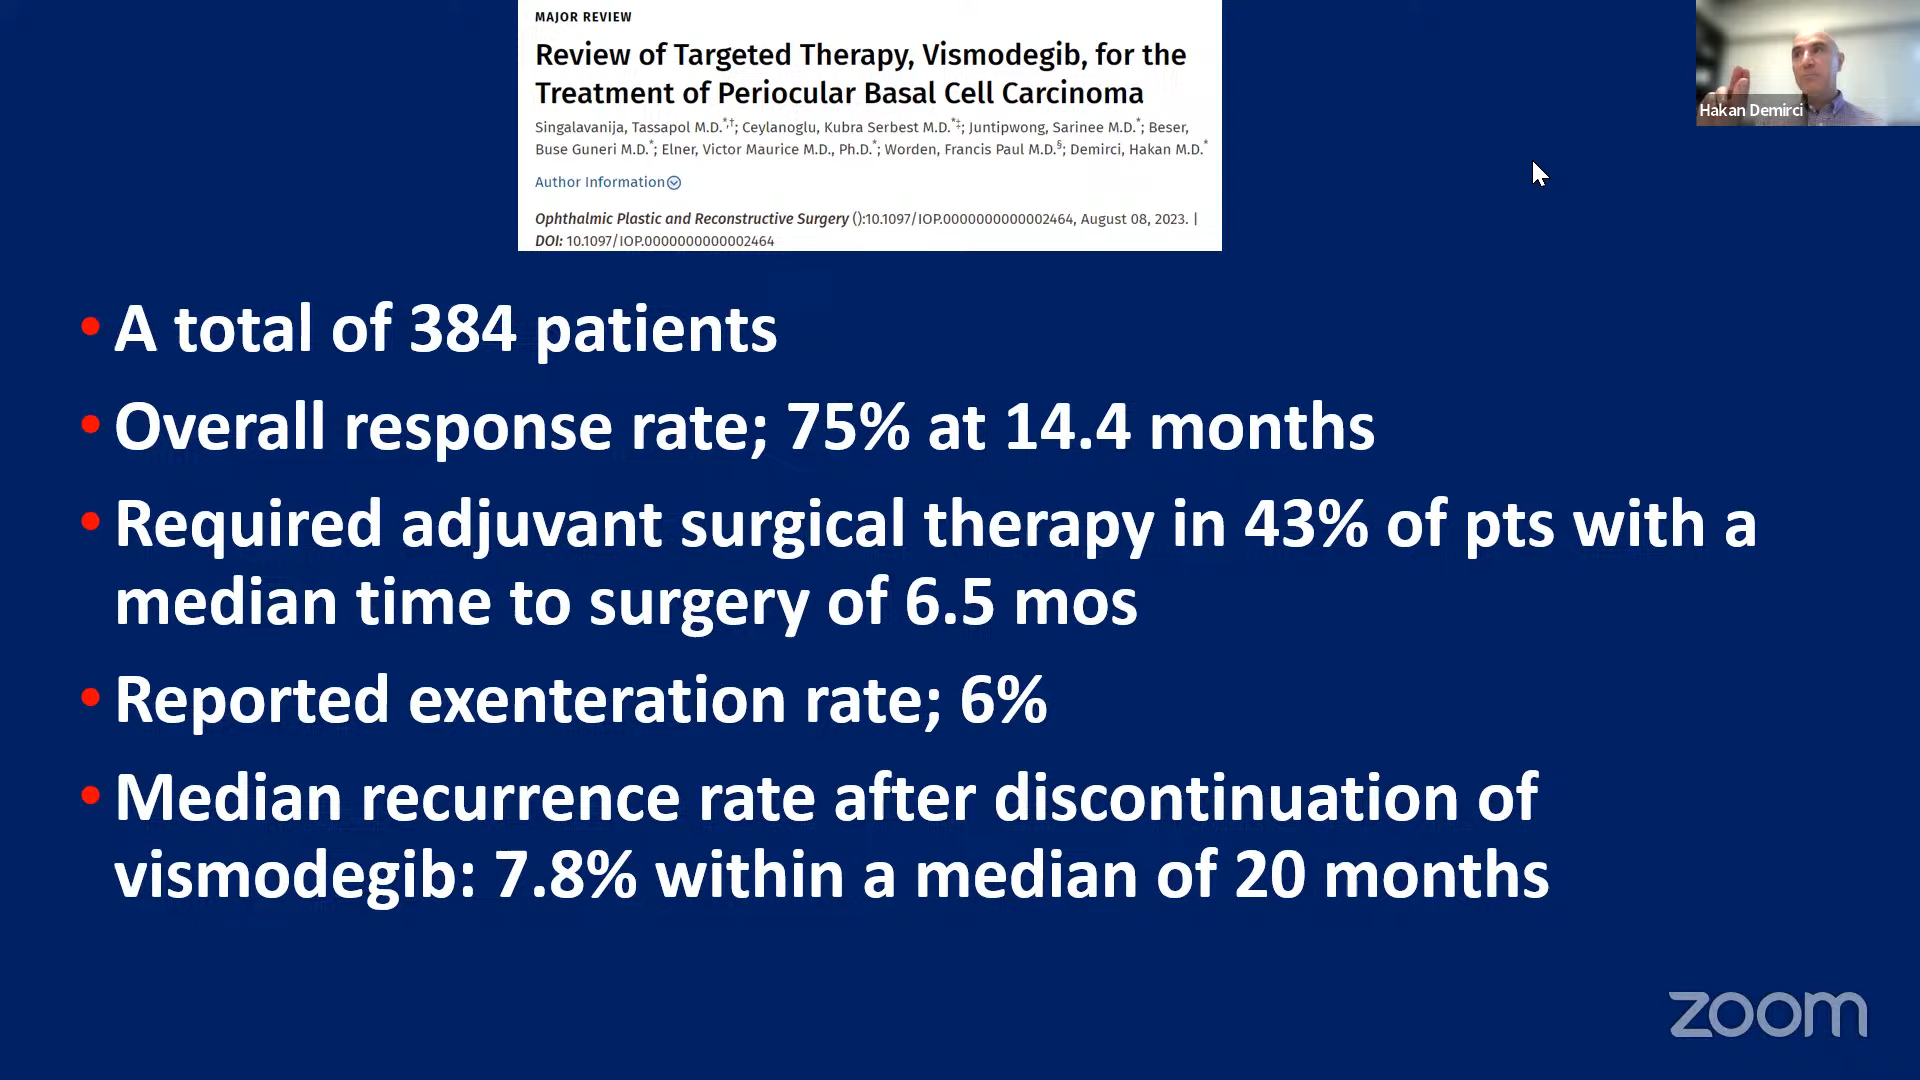 MAJOR REVIEW
Review of Targeted Therapy, Vismodegib, for the
Treatment of Periocular Basal Cell Carcinoma
Singalavanija, Tassapol M.D.*,†; Ceylanoglu, Kubra Serbest M.D.*‡; Juntipwong, Sarinee M.D.*; Beser,
Buse Guneri M.D.*; Elner, Victor Maurice M.D., Ph.D.*; Worden, Francis Paul M.D.§; Demirci, Hakan M.D.*
Author Information
Ophthalmic Plastic and Reconstructive Surgery ():10.1097/IOP.0000000000002464, August 08, 2023. |
DOI: 10.1097/IOP.0000000000002464
Hakan Demirci
• A total of 384 patients
• Overall response rate; 75% at 14.4 months
• Required adjuvant surgical therapy in 43% of pts with a
median time to surgery of 6.5 mos
• Reported exenteration rate; 6%
• Median recurrence rate after discontinuation of
vismodegib: 7.8% within a median of 20 months
zoom